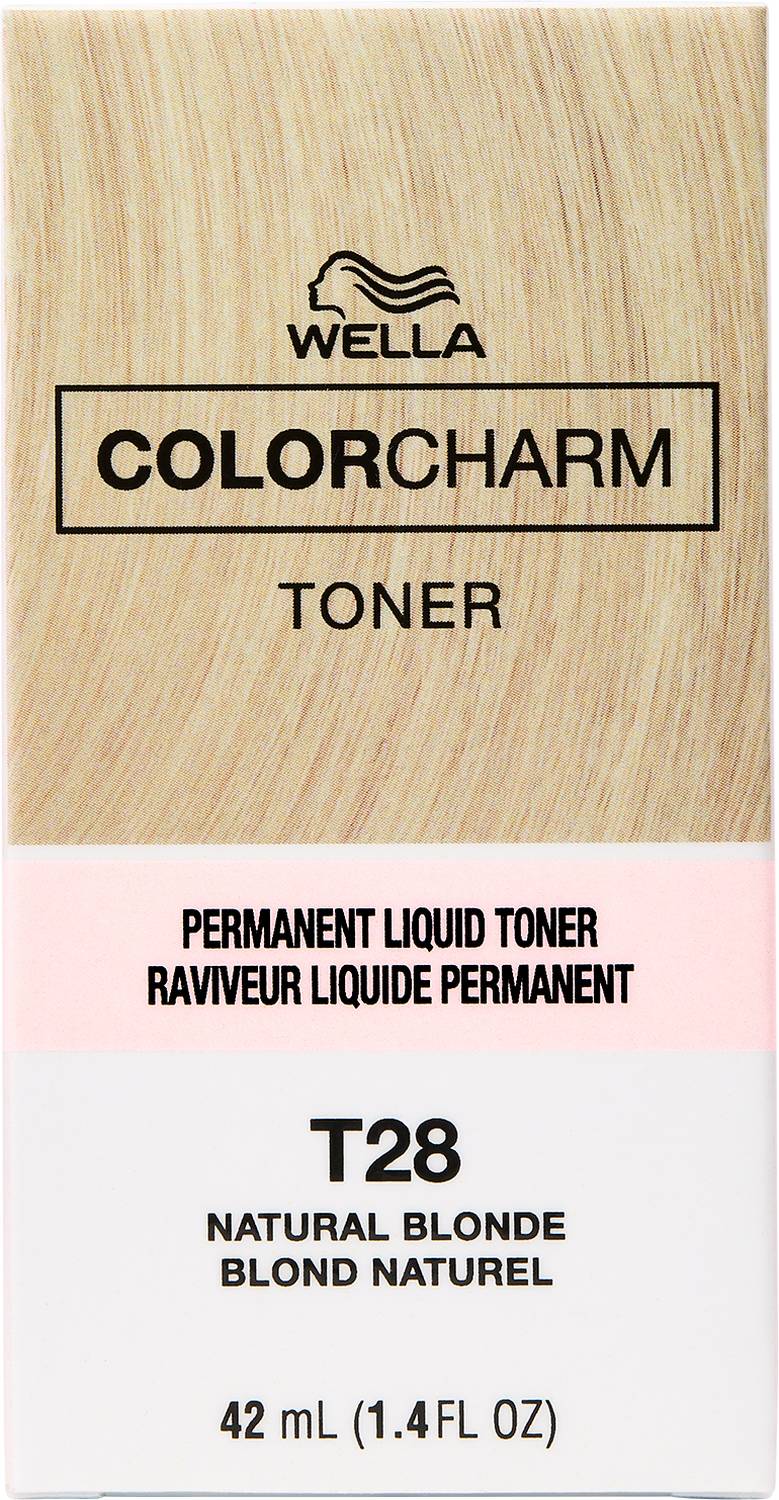 WELLA
COLORCHARM
TONER
PERMANENT LIQUID TONER
RAVIVEUR LIQUIDE PERMANENT
T28
NATURAL BLONDE
BLOND NATUREL
42 mL (1.4FL OZ)